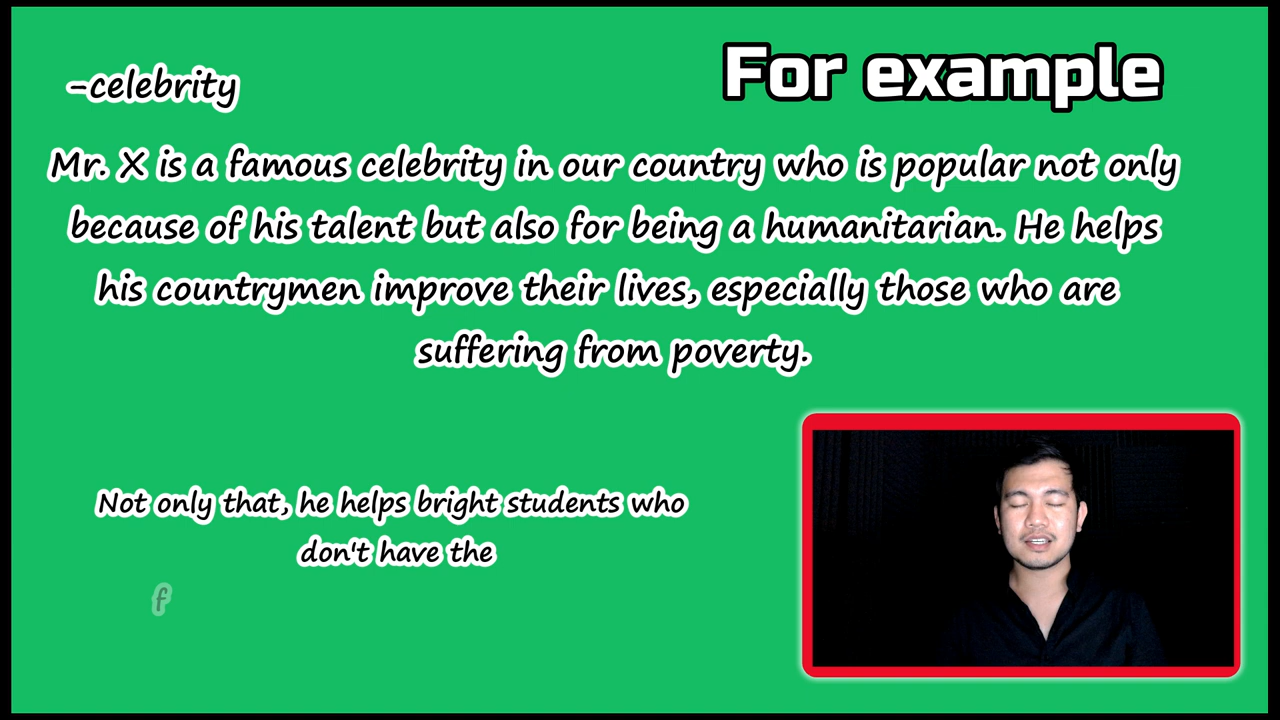 -celebrity
For example
Mr. X is a famous celebrity in our country who is popular not only
because of his talent but also for being a humanitarian. He helps
his countrymen improve their lives, especially those who are
suffering from poverty.
Not only that, he helps bright students who
don't have the
f